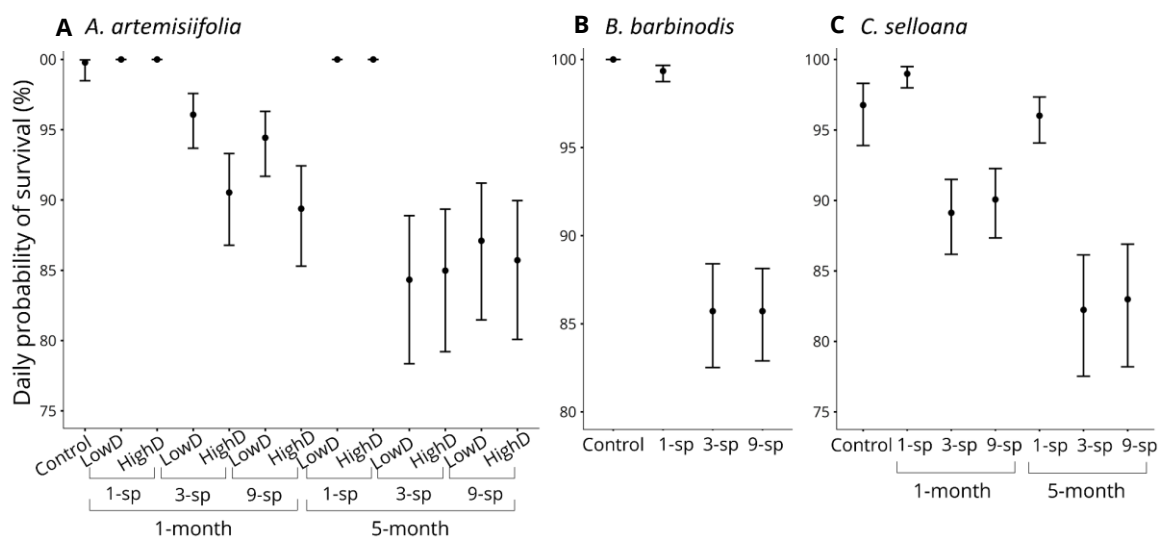 A A. artemisiifolia
Daily probability of survival (%)
00
95
90
85
80
75
Control LowD HighD LowD HighD LowD HighD LowD HighD LowD HighD LowD HighD
1-sp 3-sp 9-sp 1-sp 3-sp 9-sp
1-month 5-month
B B. barbinodis
100
95
90
85
80
Control 1-sp 3-sp 9-sp
C C. selloana
100
95
90
85
80
75
Control 1-sp 3-sp 9-sp 1-sp 3-sp 9-sp
1-month 5-month